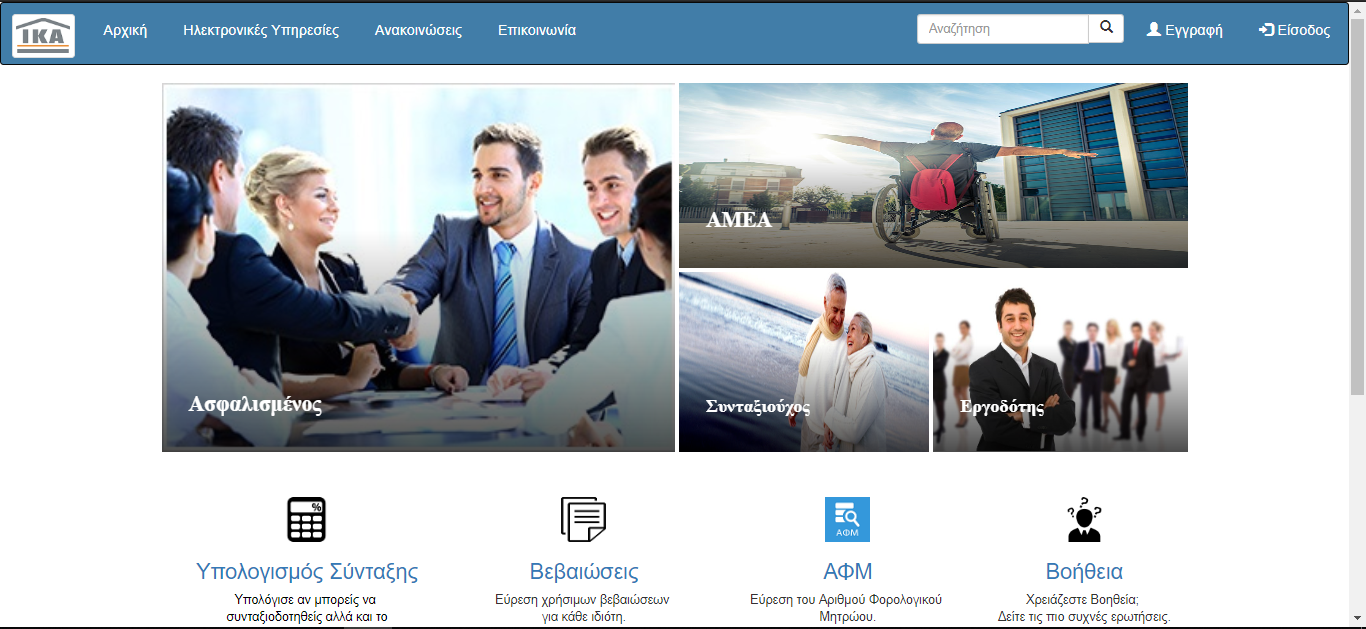 ΙΚΑ
Αρχική
Ηλεκτρονικές Υπηρεσίες
Ανακοινώσεις
Επικοινωνία
Αναζήτηση
Εγγραφή
Είσοδος
ΑΜΕΑ
Ασφαλισμένος
Συνταξιούχος
Εργοδότης
%
ΑΦΜ
? ? ?
Υπολογισμός Σύνταξης
Βεβαιώσεις
ΑΦΜ
Βοήθεια
Υπολόγισε αν μπορείς να
συνταξιοδοτηθείς αλλά και το
Εύρεση χρήσιμων βεβαιώσεων
για κάθε ιδιότη.
Εύρεση του Αριθμού Φορολογικού
Μητρώου.
Χρειάζεστε Βοηθεία;
Δείτε τις πιο συχνές ερωτήσεις.